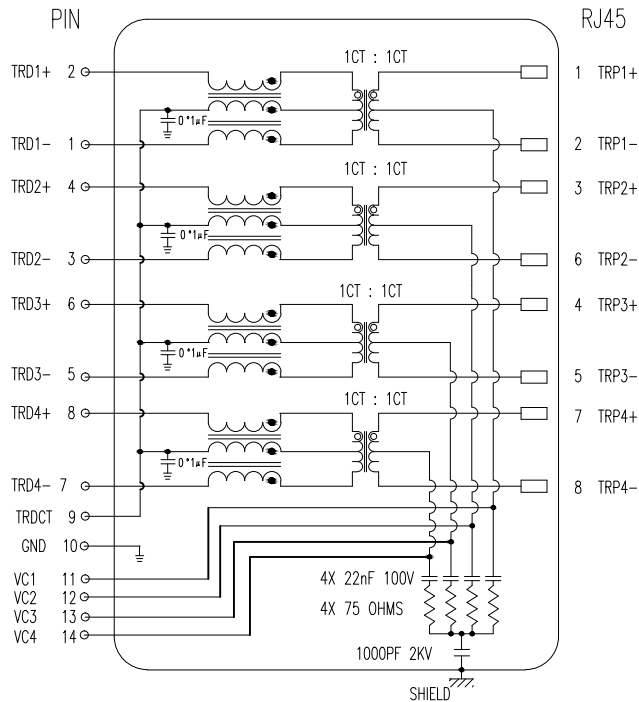 PIN RJ45
1CT : 1CT
TRD1+ 2 1 TRP1+
0*1µF
TRD1- 1 2 TRP1-
1CT : 1CT
TRD2+ 4 3 TRP2+
0*1µF
TRD2- 3 6 TRP2-
1CT : 1CT
TRD3+ 6 4 TRP3+
0*1µF
TRD3- 5 5 TRP3-
1CT : 1CT
TRD4+ 8 7 TRP4+
0*1µF
TRD4- 7 8 TRP4-
TRDCT 9
GND 10
VC1 11 4X 22nF 100V
VC2 12
VC3 13 4X 75 OHMS
VC4 14
1000PF 2KV
SHIELD